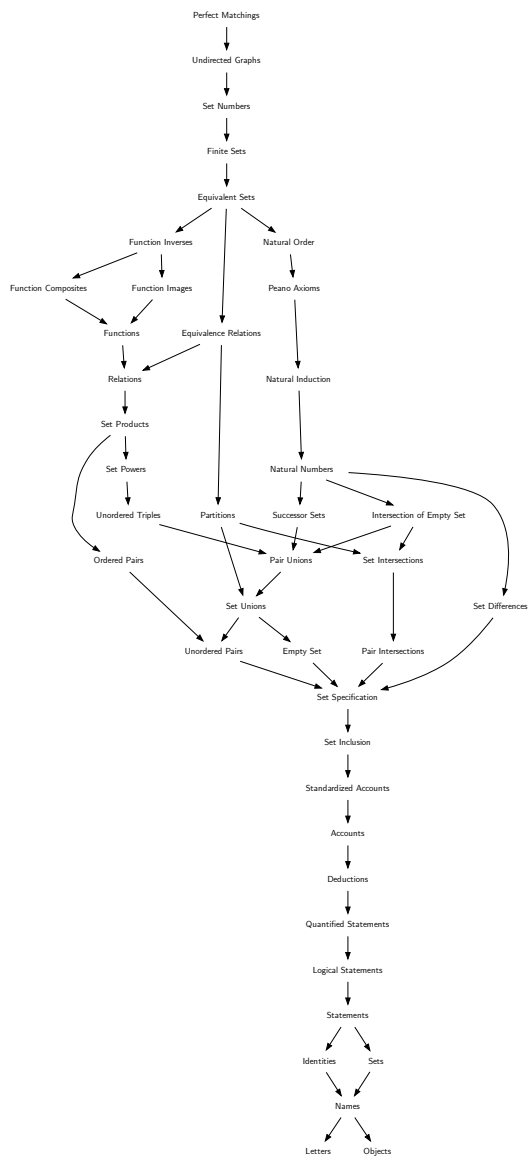 Perfect Matchings
Undirected Graphs
Set Numbers
Finite Sets
Equivalent Sets
Function Inverses
Natural Order
Function Composites
Function Images
Peano Axioms
Functions
Equivalence Relations
Relations
Natural Induction
Set Products
Set Powers
Natural Numbers
Unordered Triples
Partitions
Successor Sets
Intersection of Empty Set
Ordered Pairs
Pair Unions
Set Intersections
Set Unions
Set Differences
Unordered Pairs
Empty Set
Pair Intersections
Set Specification
Set Inclusion
Standardized Accounts
Accounts
Deductions
Quantified Statements
Logical Statements
Statements
Identities
Sets
Names
Letters
Objects